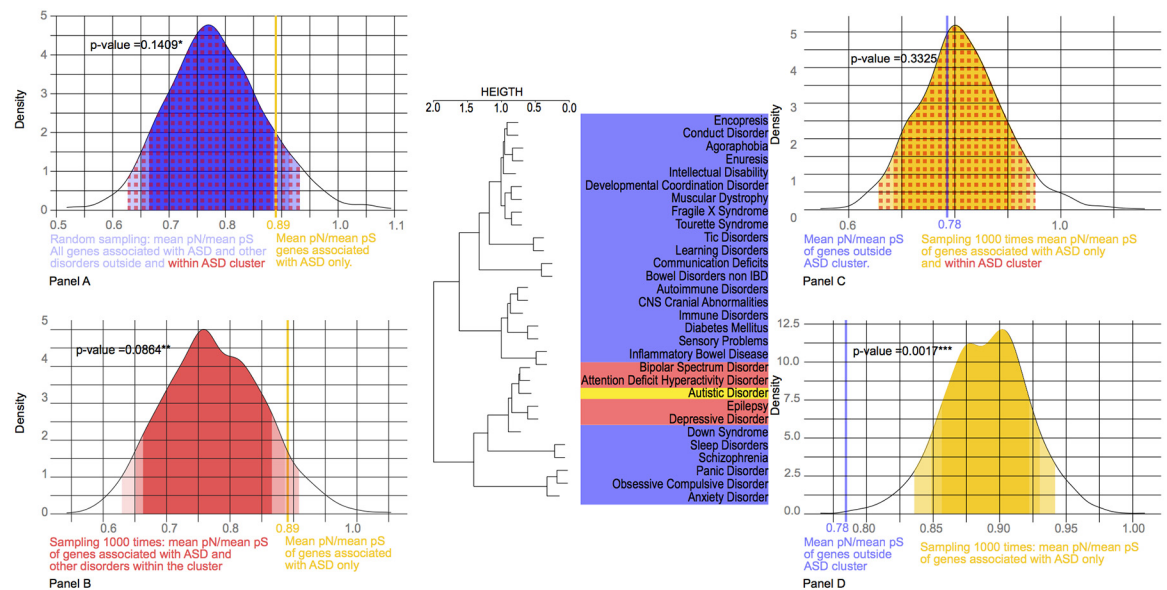 5
4
3
2
1
0
Density
p-value =0.1409*
0.5
0.6
0.7
0.8
0.89
1.0
1.1
Random sampling: mean pN/mean pS
All genes associated with ASD and other
disorders outside and within ASD cluster
Mean pN/mean pS
genes associated
with ASD only.
Panel A
5
4
3
2
1
0
Density
p-value =0.0864**
0.6
0.7
0.8
0.89
1.0
Sampling 1000 times: mean pN/mean pS
of genes associated with ASD and
other disorders within the cluster
Mean pN/mean pS
of genes associated
with ASD only
Panel B
HEIGTH
2.0
1.5
1.0
0.5
0.0
Encopresis
Conduct Disorder
Agoraphobia
Enuresis
Intellectual Disability
Developmental Coordination Disorder
Muscular Dystrophy
Fragile X Syndrome
Tourette Syndrome
Tic Disorders
Learning Disorders
Communication Deficits
Bowel Disorders non IBD
Autoimmune Disorders
CNS Cranial Abnormalities
Immune Disorders
Diabetes Mellitus
Sensory Problems
Inflammatory Bowel Disease
Bipolar Spectrum Disorder
Attention Deficit Hyperactivity Disorder
Autistic Disorder
Epilepsy
Depressive Disorder
Down Syndrome
Sleep Disorders
Schizophrenia
Panic Disorder
Obsessive Compulsive Disorder
Anxiety Disorder
5
4
3
2
1
0
Density
p-value =0.3325
0.6
0.78
1.0
Mean pN/mean pS
of genes outside
ASD cluster.
Sampling 1000 times mean pN/mean pS
of genes associated with ASD only
and within ASD cluster
Panel C
12.5
10.0
7.5
5.0
2.5
0.0
Density
p-value =0.0017***
0.78
0.80
0.85
0.90
0.95
1.00
Mean pN/mean pS
of genes outside
ASD cluster
Sampling 1000 times: mean pN/mean pS
of genes associated with ASD only
Panel D